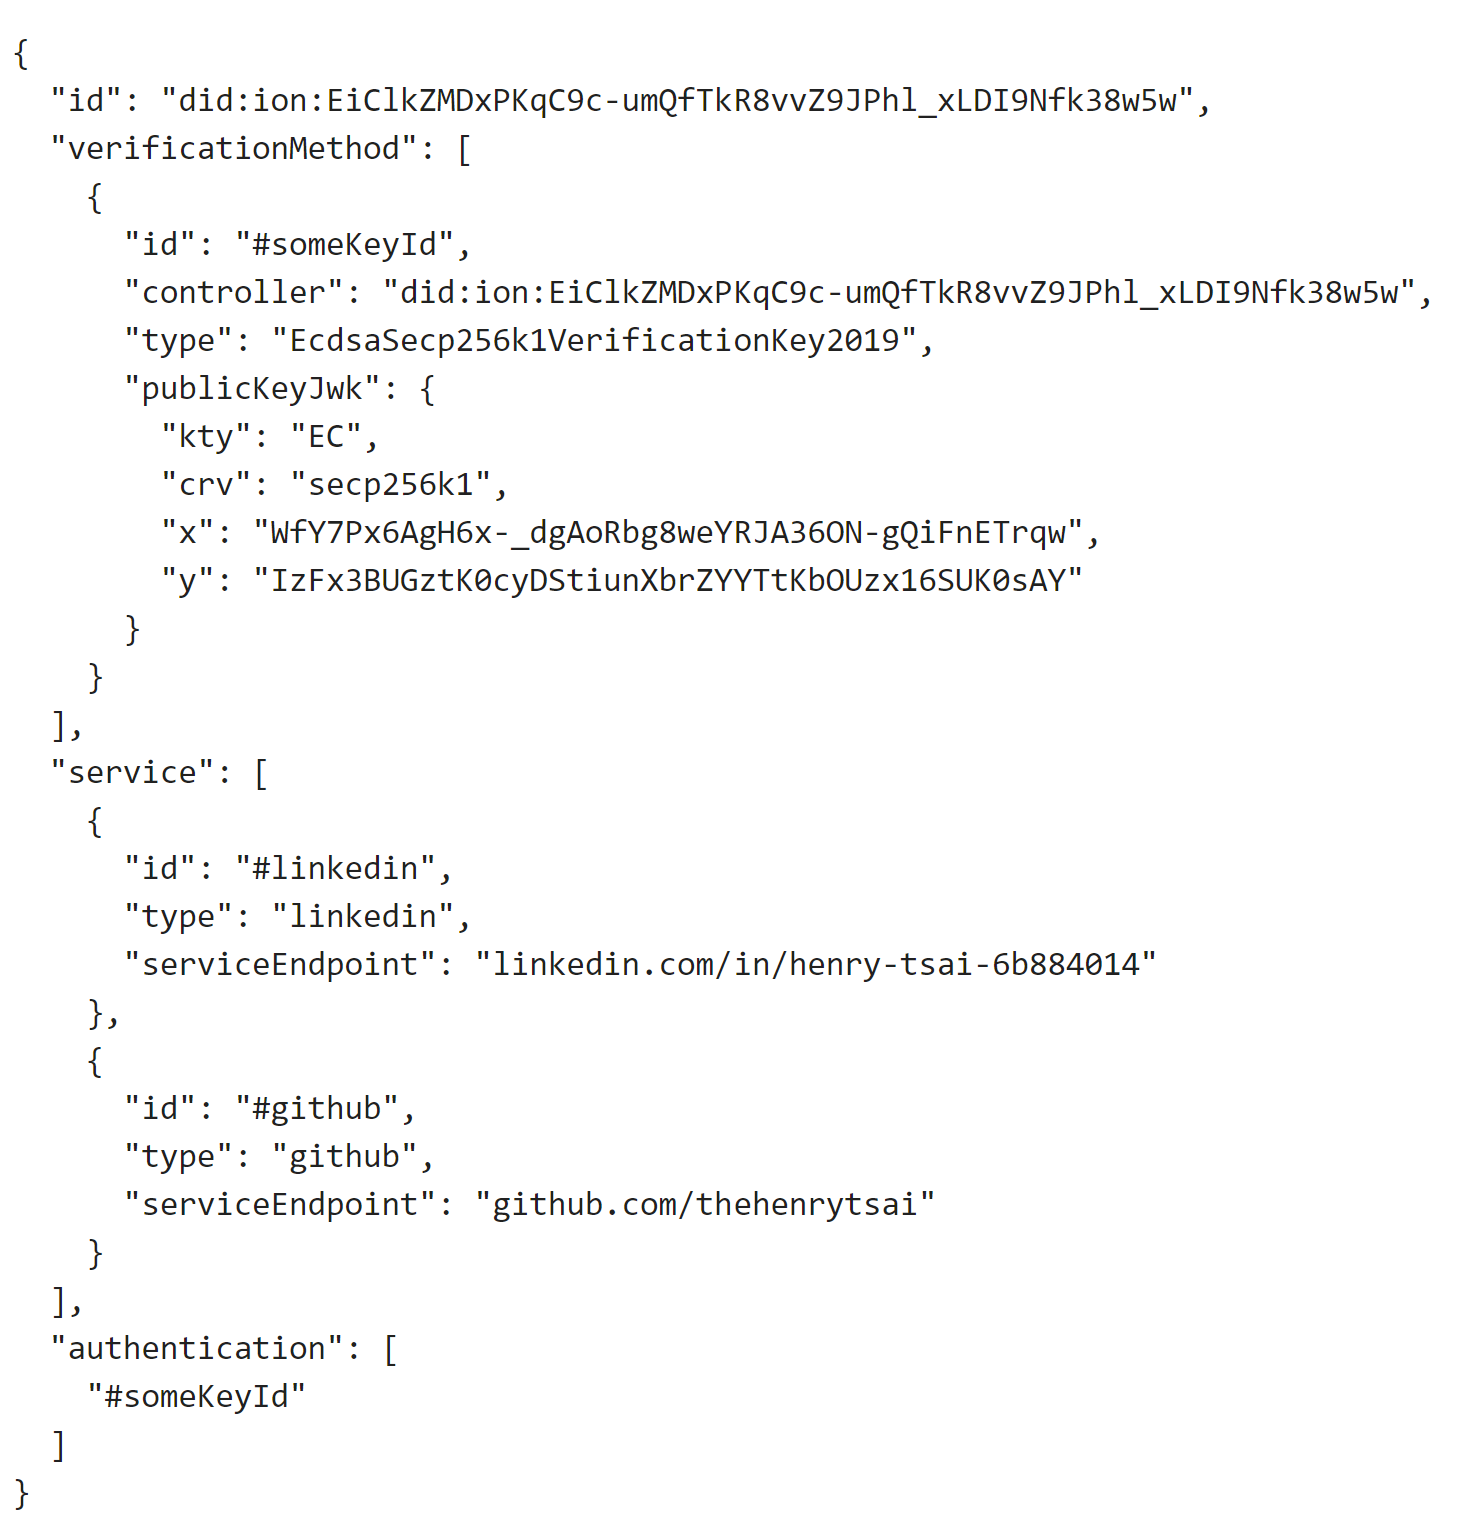 {
  "id": "did:ion:EiClkZMDxPKqC9c-umQfTkR8vvZ9JPhl_xLDI9Nfk38w5w",
  "verificationMethod": [
    {
      "id": "#someKeyId",
      "controller": "did:ion:EiClkZMDxPKqC9c-umQfTkR8vvZ9JPhl_xLDI9Nfk38w5w",
      "type": "EcdsaSecp256k1VerificationKey2019",
      "publicKeyJwk": {
        "kty": "EC",
        "crv": "secp256k1",
        "x": "WfY7Px6AgH6x-_dgAoRbg8weYRJA36ON-gQiFnETrqw",
        "y": "IzFx3BUGztK0cyDStiunXbrZYYTtKbOUzx16SUK0sAY"
      }
    }
  ],
  "service": [
    {
      "id": "#linkedin",
      "type": "linkedin",
      "serviceEndpoint": "linkedin.com/in/henry-tsai-6b884014"
    },
    {
      "id": "#github",
      "type": "github",
      "serviceEndpoint": "github.com/thehenrytsai"
    }
  ],
  "authentication": [
    "#someKeyId"
  ]
}